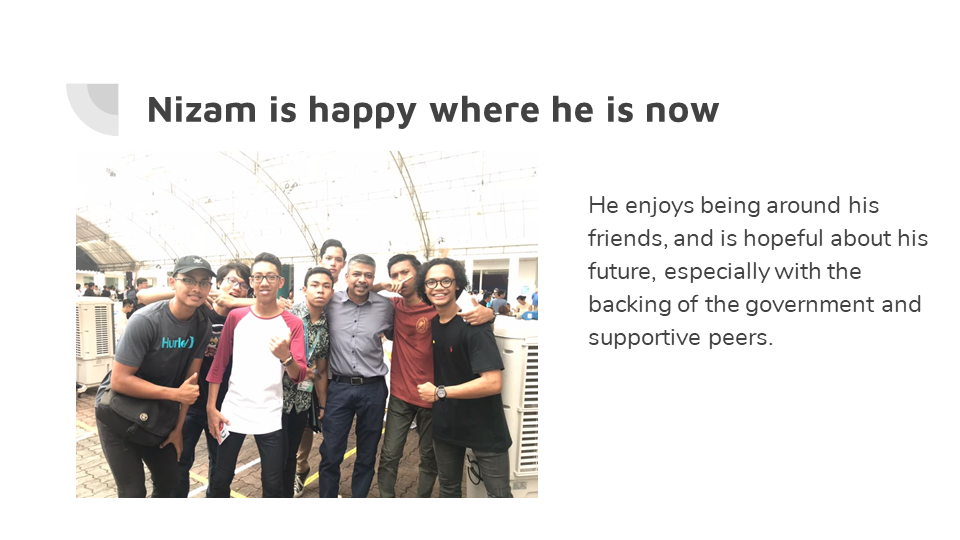 Nizam is happy where he is now
He enjoys being around his
friends, and is hopeful about his
future, especially with the
backing of the government and
supportive peers.
Hurley